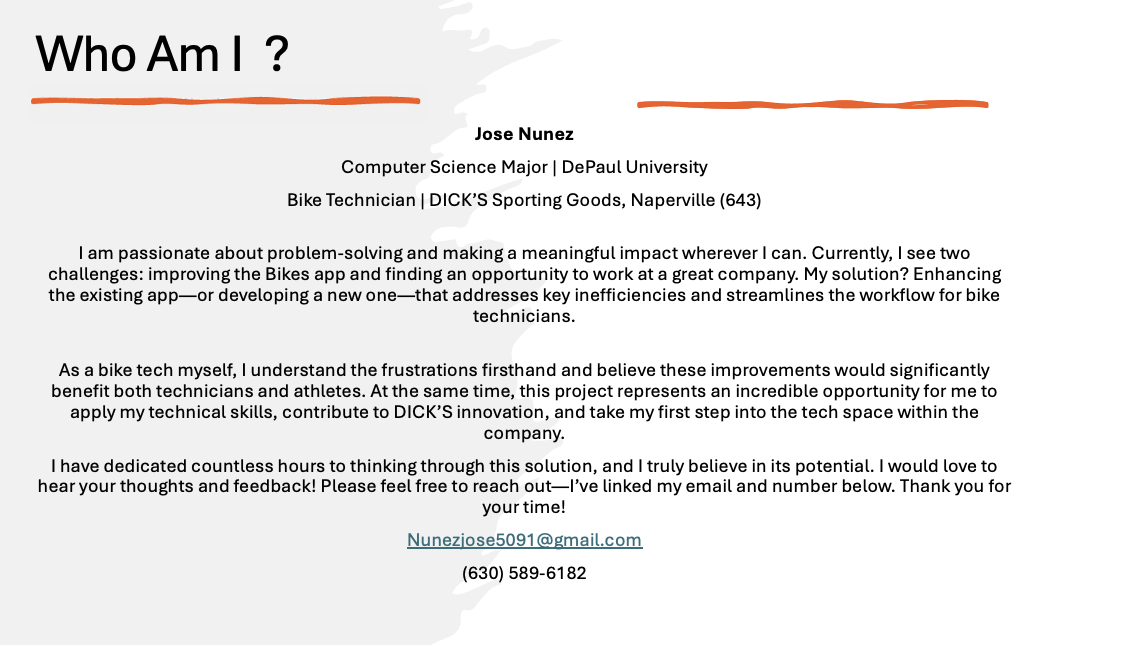 Who Am I ?
Jose Nunez
Computer Science Major | DePaul University
Bike Technician | DICK’S Sporting Goods, Naperville (643)
I am passionate about problem-solving and making a meaningful impact wherever I can. Currently, I see two
challenges: improving the Bikes app and finding an opportunity to work at a great company. My solution? Enhancing
the existing app—or developing a new one—that addresses key inefficiencies and streamlines the workflow for bike
technicians.
As a bike tech myself, I understand the frustrations firsthand and believe these improvements would significantly
benefit both technicians and athletes. At the same time, this project represents an incredible opportunity for me to
apply my technical skills, contribute to DICK’S innovation, and take my first step into the tech space within the
company.
I have dedicated countless hours to thinking through this solution, and I truly believe in its potential. I would love to
hear your thoughts and feedback! Please feel free to reach out—I’ve linked my email and number below. Thank you for
your time!
Nunezjose5091@gmail.com
(630) 589-6182